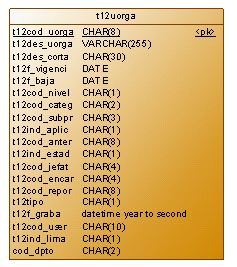 t12uorga
t12cod_uorga CHAR(8) <pk>
t12des_uorga VARCHAR(255)
t12des_corta CHAR(30)
t12f_vigenci DATE
t12f_baja DATE
t12cod_nivel CHAR(1)
t12cod_categ CHAR(2)
t12cod_subpr CHAR(3)
t12ind_aplic CHAR(1)
t12cod_anter CHAR(8)
t12ind_estad CHAR(1)
t12cod_jefat CHAR(4)
t12cod_encar CHAR(4)
t12cod_repor CHAR(8)
t12tipo CHAR(1)
t12f_graba datetime year to second
t12cod_user CHAR(10)
t12ind_lima CHAR(1)
cod_dpto CHAR(2)